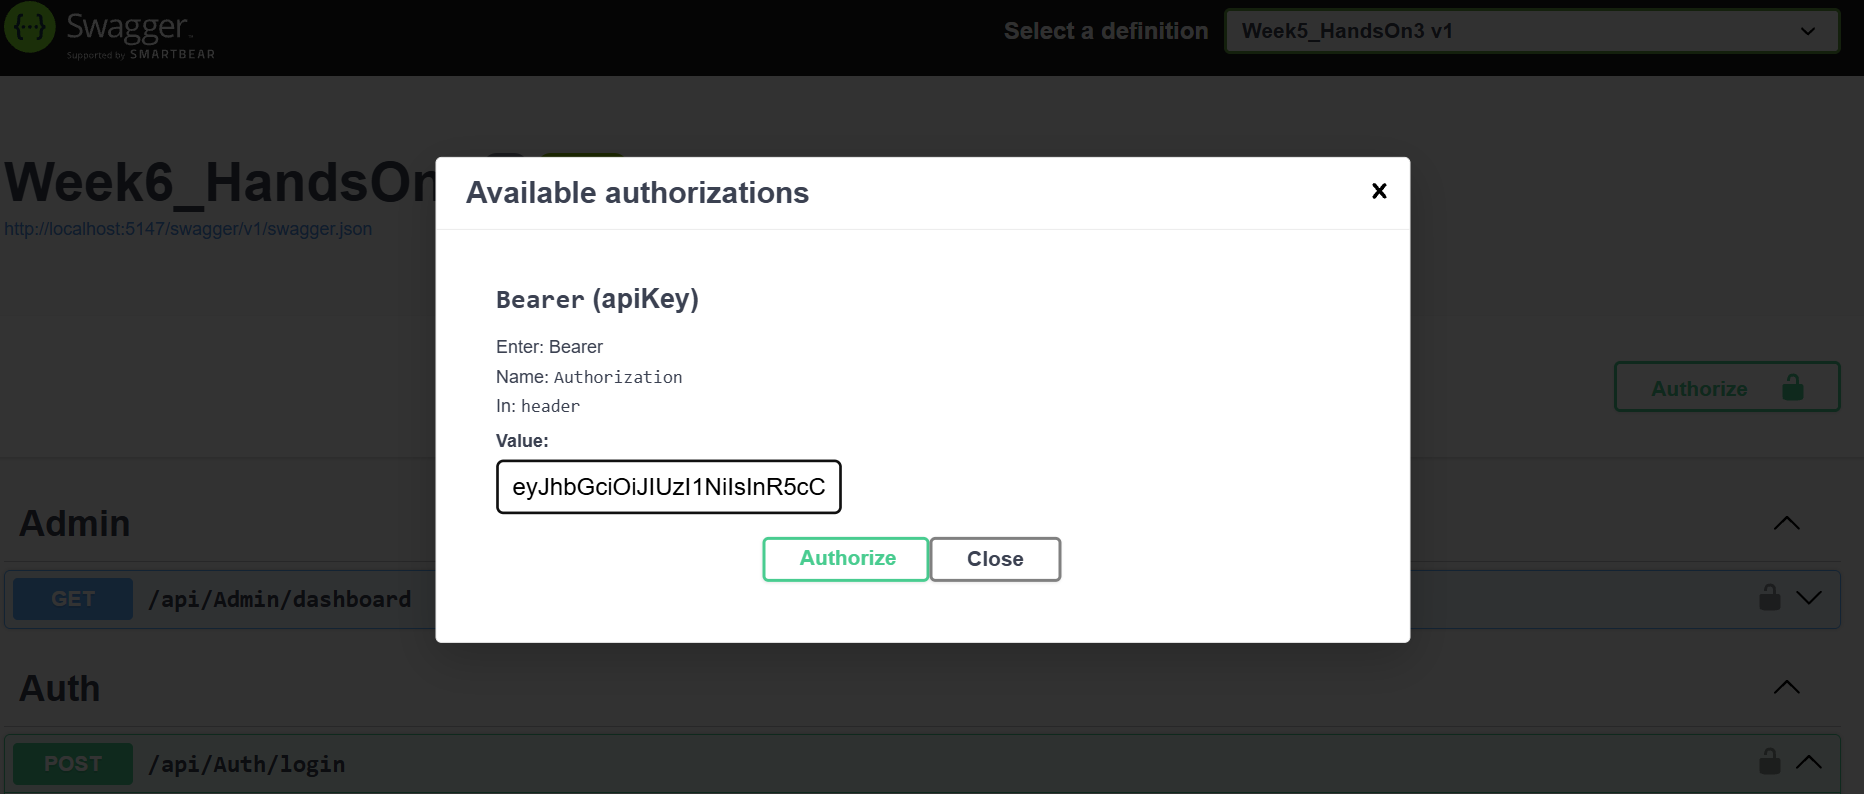 Swagger
Supported by SMARTBEAR
Select a definition
Week5_HandsOn3 v1
Week6_HandsOn
http://localhost:5147/swagger/v1/swagger.json
Available authorizations
Bearer (apiKey)
Enter: Bearer
Name: Authorization
In: header
Value:
eyJhbGciOiJIUzI1NiIsInR5cC
Authorize
Close
Authorize
Admin
GET /api/Admin/dashboard
Auth
POST /api/Auth/login